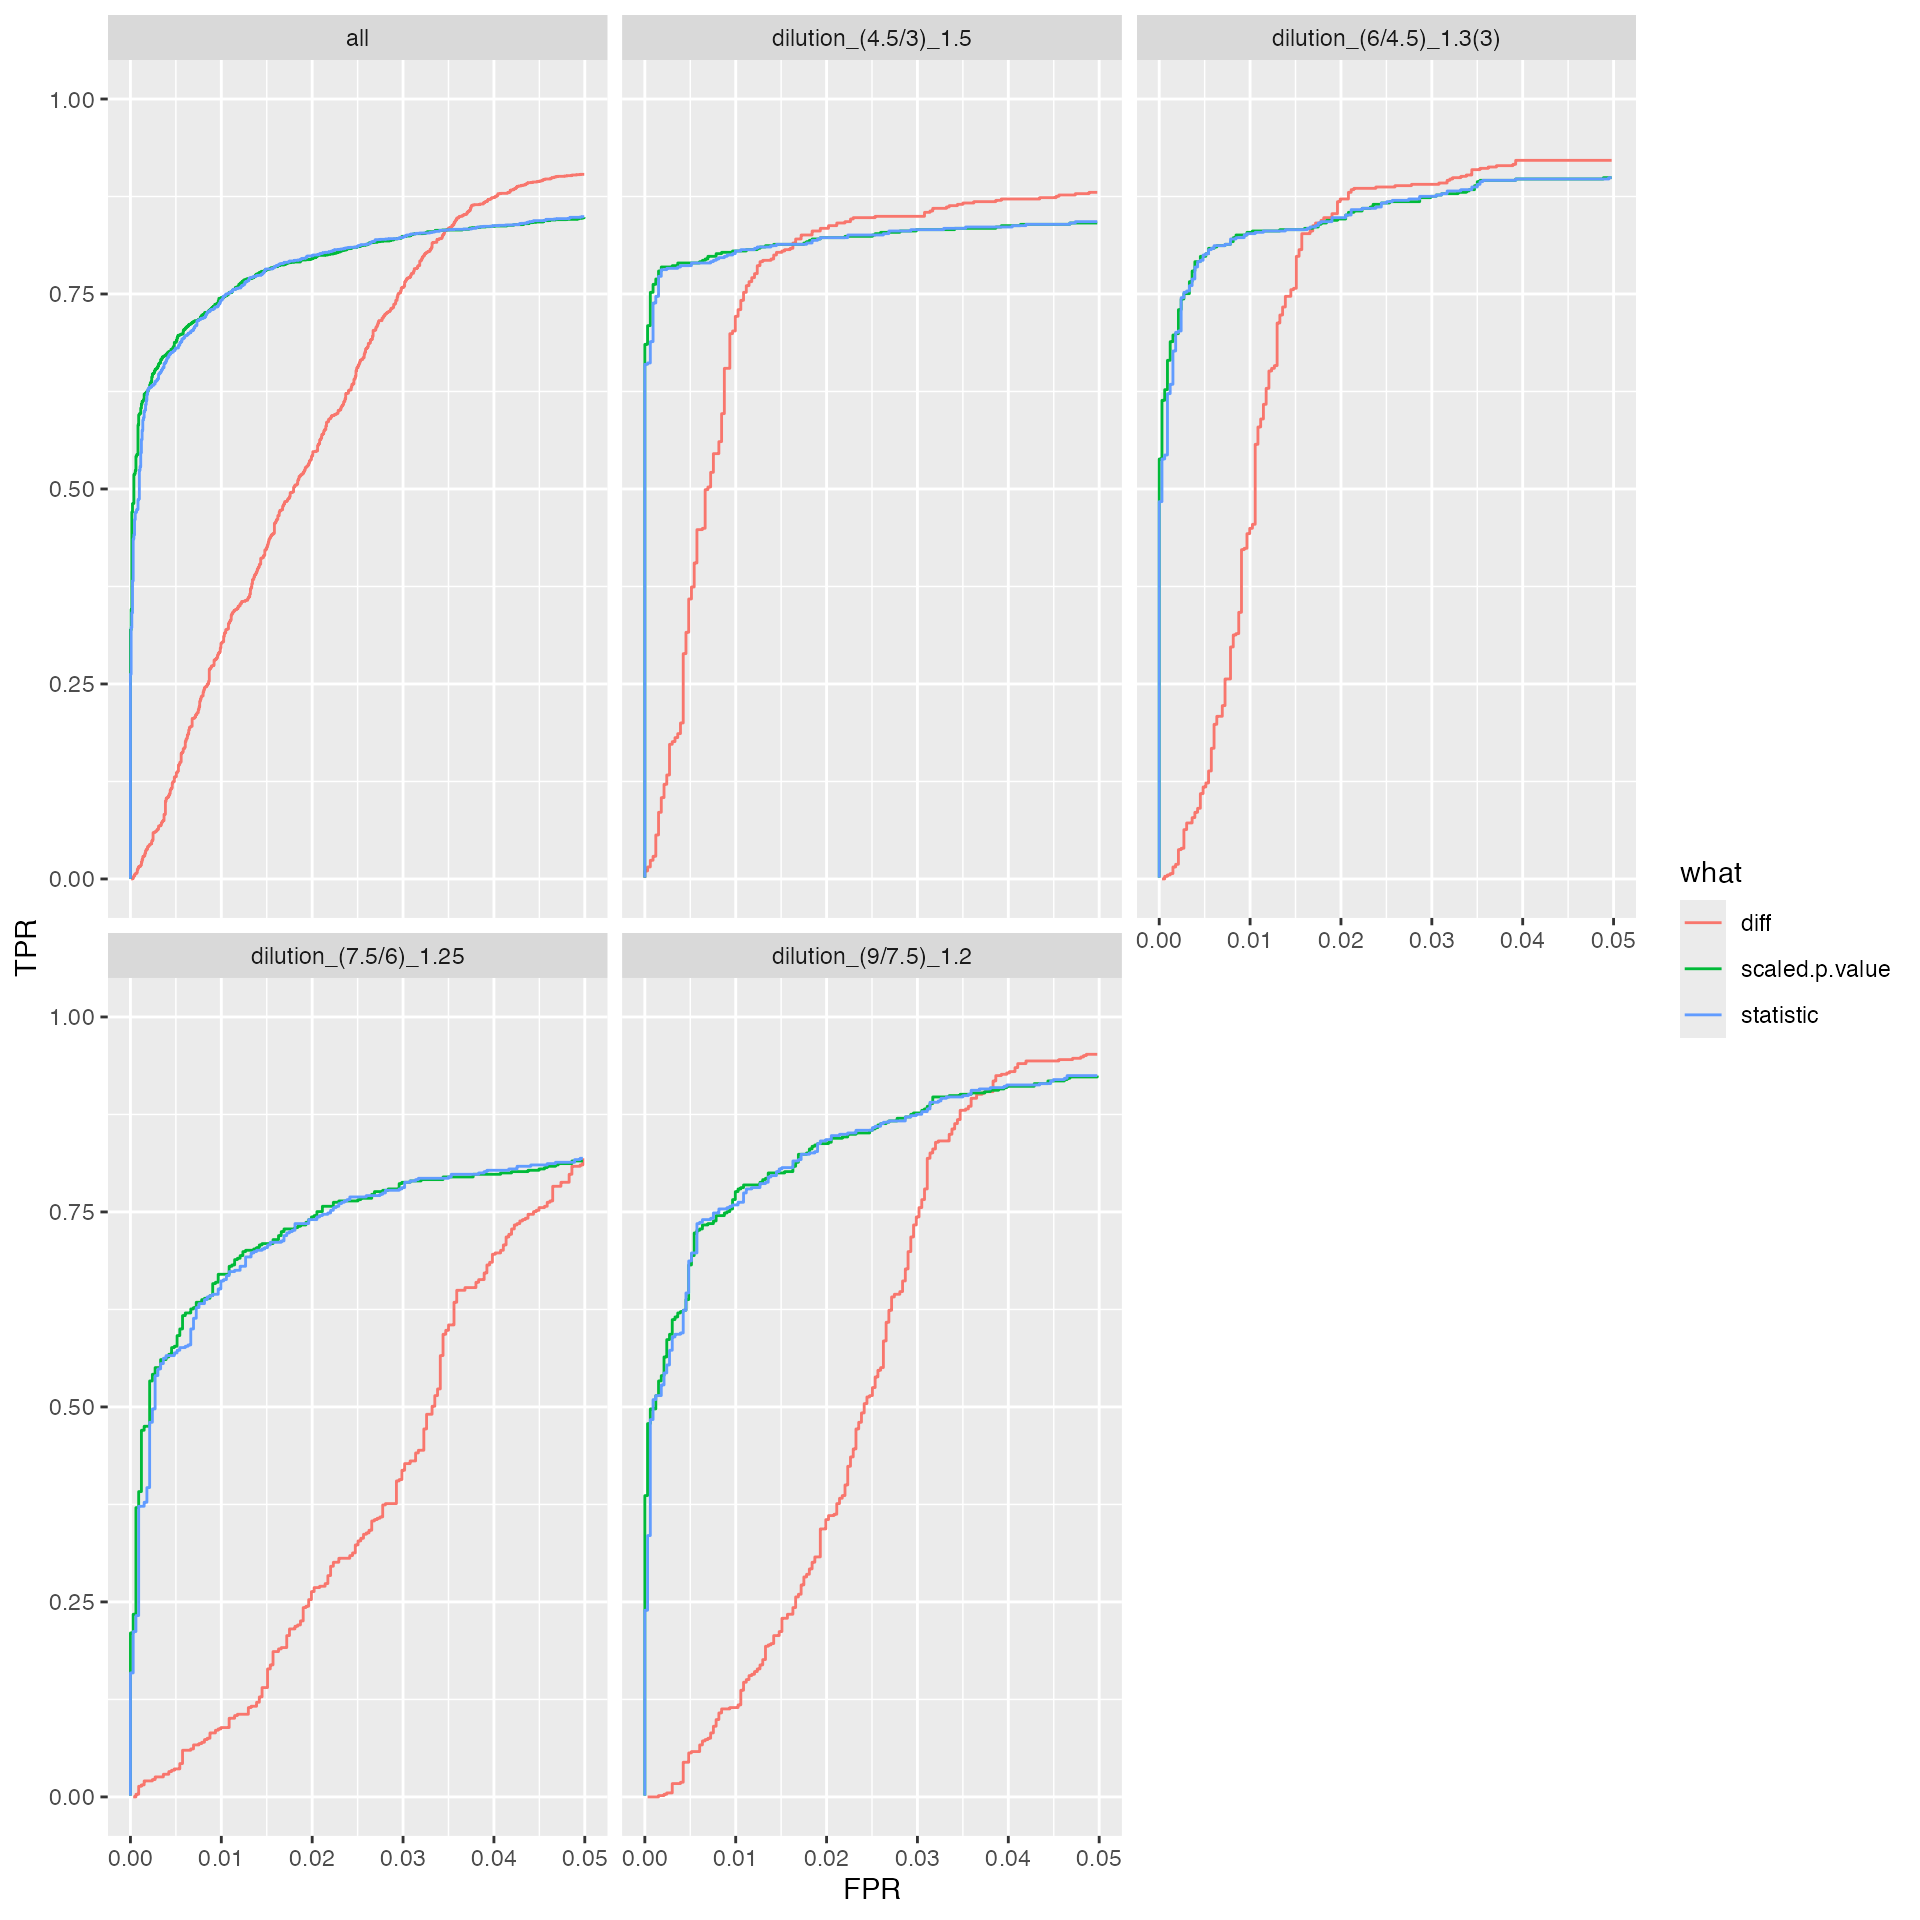 all
dilution_(4.5/3)_1.5
dilution_(6/4.5)_1.3(3)
1.00
0.75
0.50
0.25
0.00
0.00 0.01 0.02 0.03 0.04 0.05
TPR
what
diff
scaled.p.value
statistic
dilution_(7.5/6)_1.25
dilution_(9/7.5)_1.2
1.00
0.75
0.50
0.25
0.00
0.00 0.01 0.02 0.03 0.04 0.05
0.00 0.01 0.02 0.03 0.04 0.05
FPR